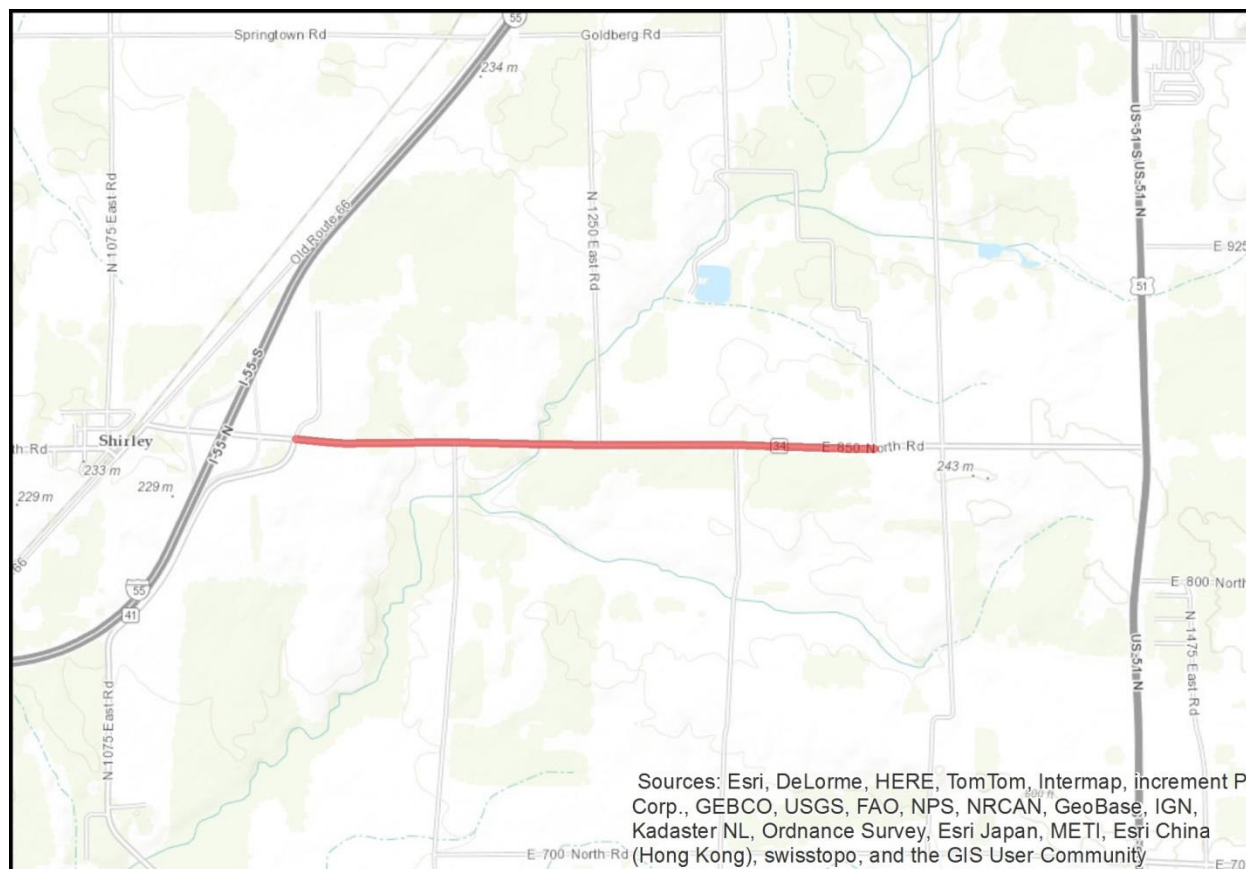 55
Springtown Rd
Goldberg Rd
234 m
N 1075 East Rd
Old Route 66
N 1250 East Rd
US-51 S
US-51 N
E 925
51
I-55-S
I-55-N
Shirley
th Rd
34
E 850 North Rd
233 m
229 m
229 m
243 m
66
55
41
E 800 North
N 1475 East Rd
N 1075 East Rd
US-51 N
Sources: Esri, DeLorme, HERE, TomTom, Intermap, increment P
Corp., GEBCO, USGS, FAO, NPS, NRCAN, GeoBase, IGN,
Kadaster NL, Ordnance Survey, Esri Japan, METI, Esri China
(Hong Kong), swisstopo, and the GIS User Community
E 700 North Rd
E 70